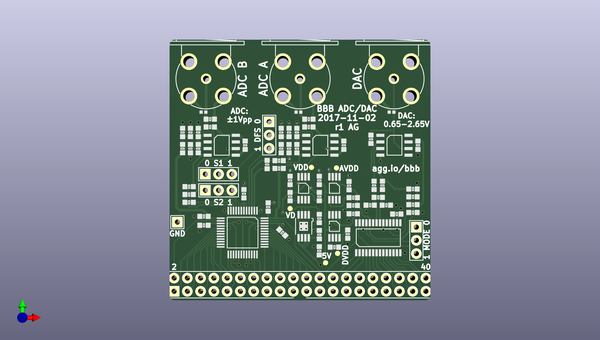 ADC B
ADC A
DAC
ADC:
±1Vpp
BBB ADC/DAC
2017-11-02
r1 AG
DAC:
0.65-2.65V
1 DFS 0
0 S1 1
VDD
AVDD
agg.io/bbb
0 S2 1
VD
GND
1 MODE 0
5V
DVDD
2
40